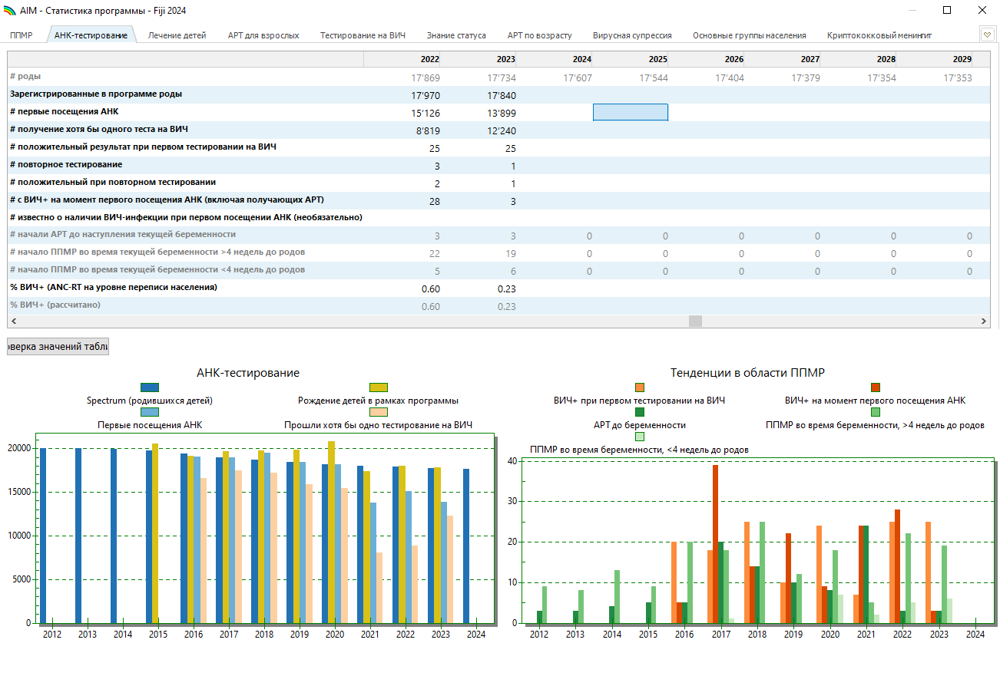 AIM - Статистика программы - Fiji 2024
ППМР АНК-тестирование Лечение детей АРТ для взрослых Тестирование на ВИЧ Знание статуса АРТ по возрасту Вирусная супрессия Основные группы населения Криптококковый менингит
2022 2023 2024 2025 2026 2027 2028 2029
# роды 17’869 17’734 17’607 17’544 17’404 17’379 17’354 17’353
Зарегистрированные в программе роды 17’970 17’840
# первые посещения АНК 15’126 13’899
# получение хотя бы одного теста на ВИЧ 8’819 12’240
# положительный результат при первом тестировании на ВИЧ 25 25
# повторное тестирование 3 1
# положительный при повторном тестировании 2 1
# с ВИЧ+ на момент первого посещения АНК (включая получающих АРТ) 28 3
# известно о наличии ВИЧ-инфекции при первом посещении АНК (необязательно)
# начали АРТ до наступления текущей беременности 3 3 0 0 0 0 0 0
# начало ППМР во время текущей беременности >4 недель до родов 22 19 0 0 0 0 0 0
# начало ППМР во время текущей беременности <4 недель до родов 5 6 0 0 0 0 0 0
% ВИЧ+ (ANC-RT на уровне переписи населения) 0.60 0.23
% ВИЧ+ (рассчитано) 0.60 0.23
оверка значений табли
АНК-тестирование
Spectrum (родившихся детей) Рождение детей в рамках программы
Первые посещения АНК Прошли хотя бы одно тестирование на ВИЧ
20000
15000
10000
5000
0
2012 2013 2014 2015 2016 2017 2018 2019 2020 2021 2022 2023 2024
Тенденции в области ППМР
ВИЧ+ при первом тестировании на ВИЧ ВИЧ+ на момент первого посещения АНК
АРТ до беременности ППМР во время беременности, >4 недель до родов
ППМР во время беременности, <4 недель до родов
40
30
20
10
0
2012 2013 2014 2015 2016 2017 2018 2019 2020 2021 2022 2023 2024